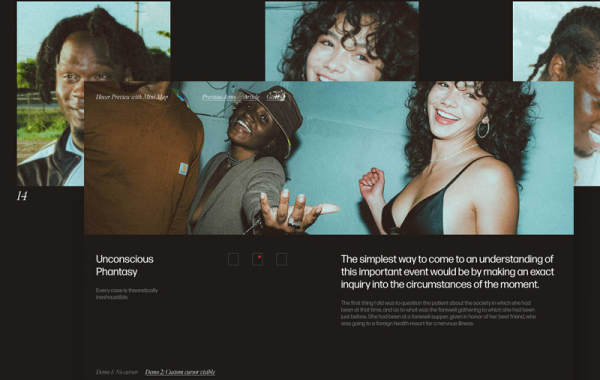 Hover Preview with Mini Map
Previous demo Article
14
Unconscious
Phantasy
Every case is theoretically
inexhaustible.
The simplest way to come to an understanding of
this important event would be by making an exact
inquiry into the circumstances of the moment.
The first thing I did was to question the patient about the society in which she had
been at that time, and as to what was the farewell gathering to which she had been
just before. She had been at a farewell supper, given in honor of her best friend, who
was going to a foreign health resort for a nervous illness.
Demo 1: No cursor Demo 2: Custom cursor visible